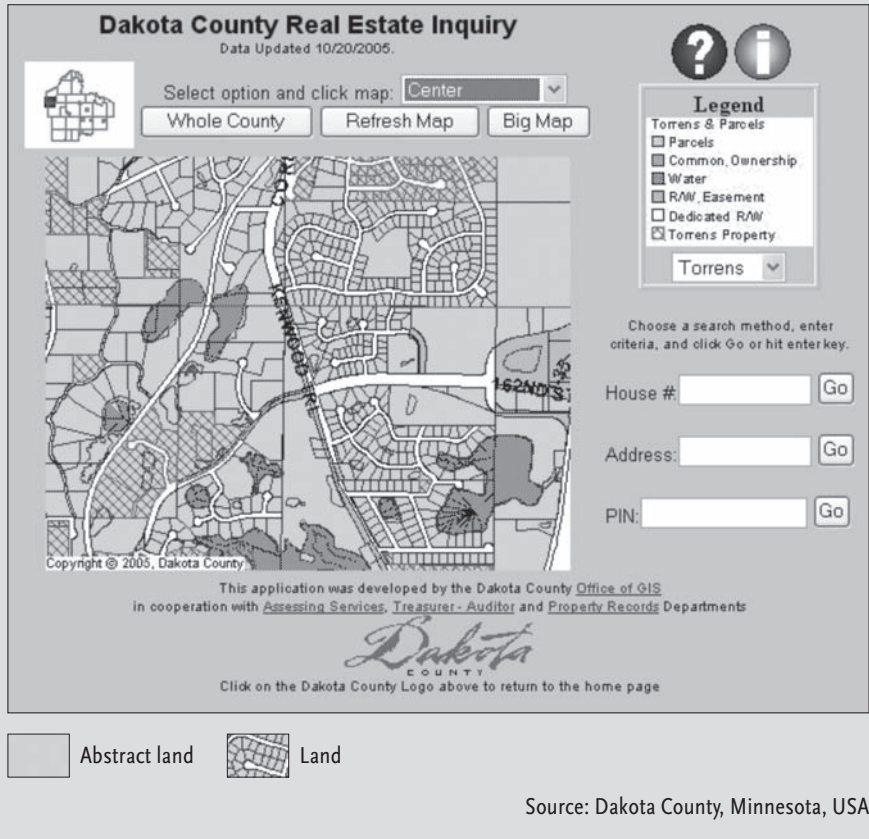 Dakota County Real Estate Inquiry
Data Updated 10/20/2005.
Select option and click map: Center
Whole County Refresh Map Big Map
Legend
Torrens & Parcels
Parcels
Common, Ownership
Water
R/W, Easement
Dedicated R/W
Torrens Property
Torrens
Choose a search method, enter
criteria, and click Go or hit enter key.
House #: Go
Address: Go
PIN: Go
KENWOOD
162ND
Copyright © 2005, Dakota County
This application was developed by the Dakota County Office of GIS
in cooperation with Assessing Services, Treasurer - Auditor and Property Records Departments
Dakota
COUNTY
Click on the Dakota County Logo above to return to the home page
Abstract land Land
Source: Dakota County, Minnesota, USA